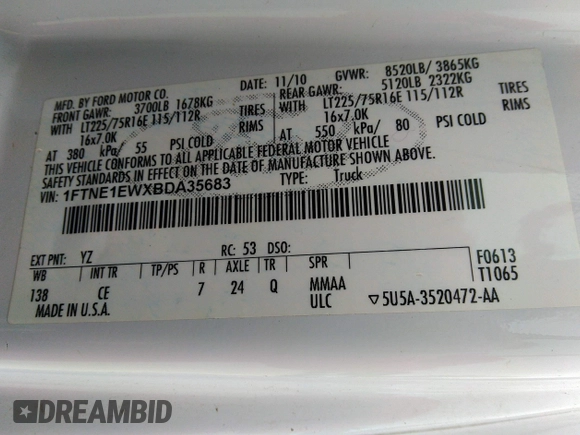 MFD. BY FORD MOTOR CO.
DATE: 11/10 GVWR: 8520LB/ 3865KG
FRONT GAWR: 3700LB 1678KG
REAR GAWR: 5120LB 2322KG
WITH LT225/75R16E 115/112R TIRES
WITH LT225/75R16E 115/112R TIRES
16x7.0K RIMS
16x7.0K RIMS
AT 380 kPa/ 55 PSI COLD
AT 550 kPa/ 80 PSI COLD
THIS VEHICLE CONFORMS TO ALL APPLICABLE FEDERAL MOTOR VEHICLE
SAFETY STANDARDS IN EFFECT ON THE DATE OF MANUFACTURE SHOWN ABOVE.
VIN: 1FTNE1EWXBDA35683 TYPE: Truck
EXT PNT: YZ RC: 53 DSO:
WB INT TR TP/PS R AXLE TR SPR
138 CE 7 24 Q MMAA
ULC
F0613
T1065
MADE IN U.S.A.
▽5U5A-3520472-AA
DREAMBID